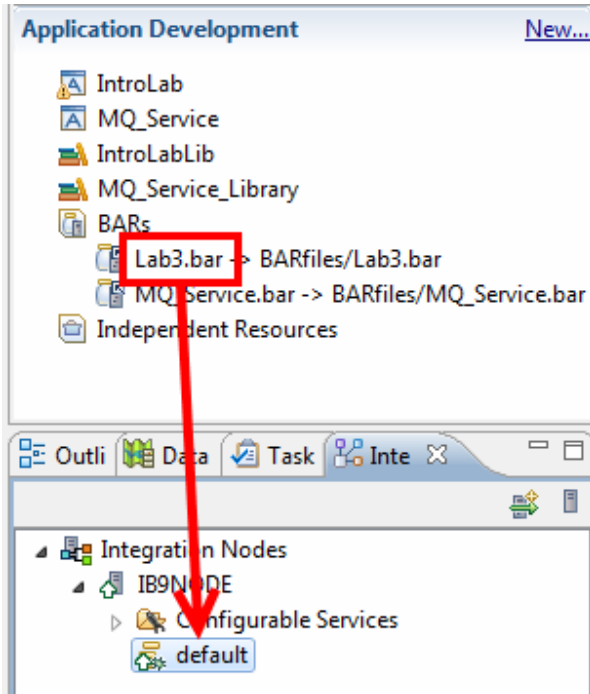 Application Development New...
IntroLab
MQ_Service
IntroLabLib
MQ_Service_Library
BARs
Lab3.bar -> BARfiles/Lab3.bar
MQ_Service.bar -> BARfiles/MQ_Service.bar
Independent Resources
Outli Data Task Inte
Integration Nodes
IB9NODE
Configurable Services
default